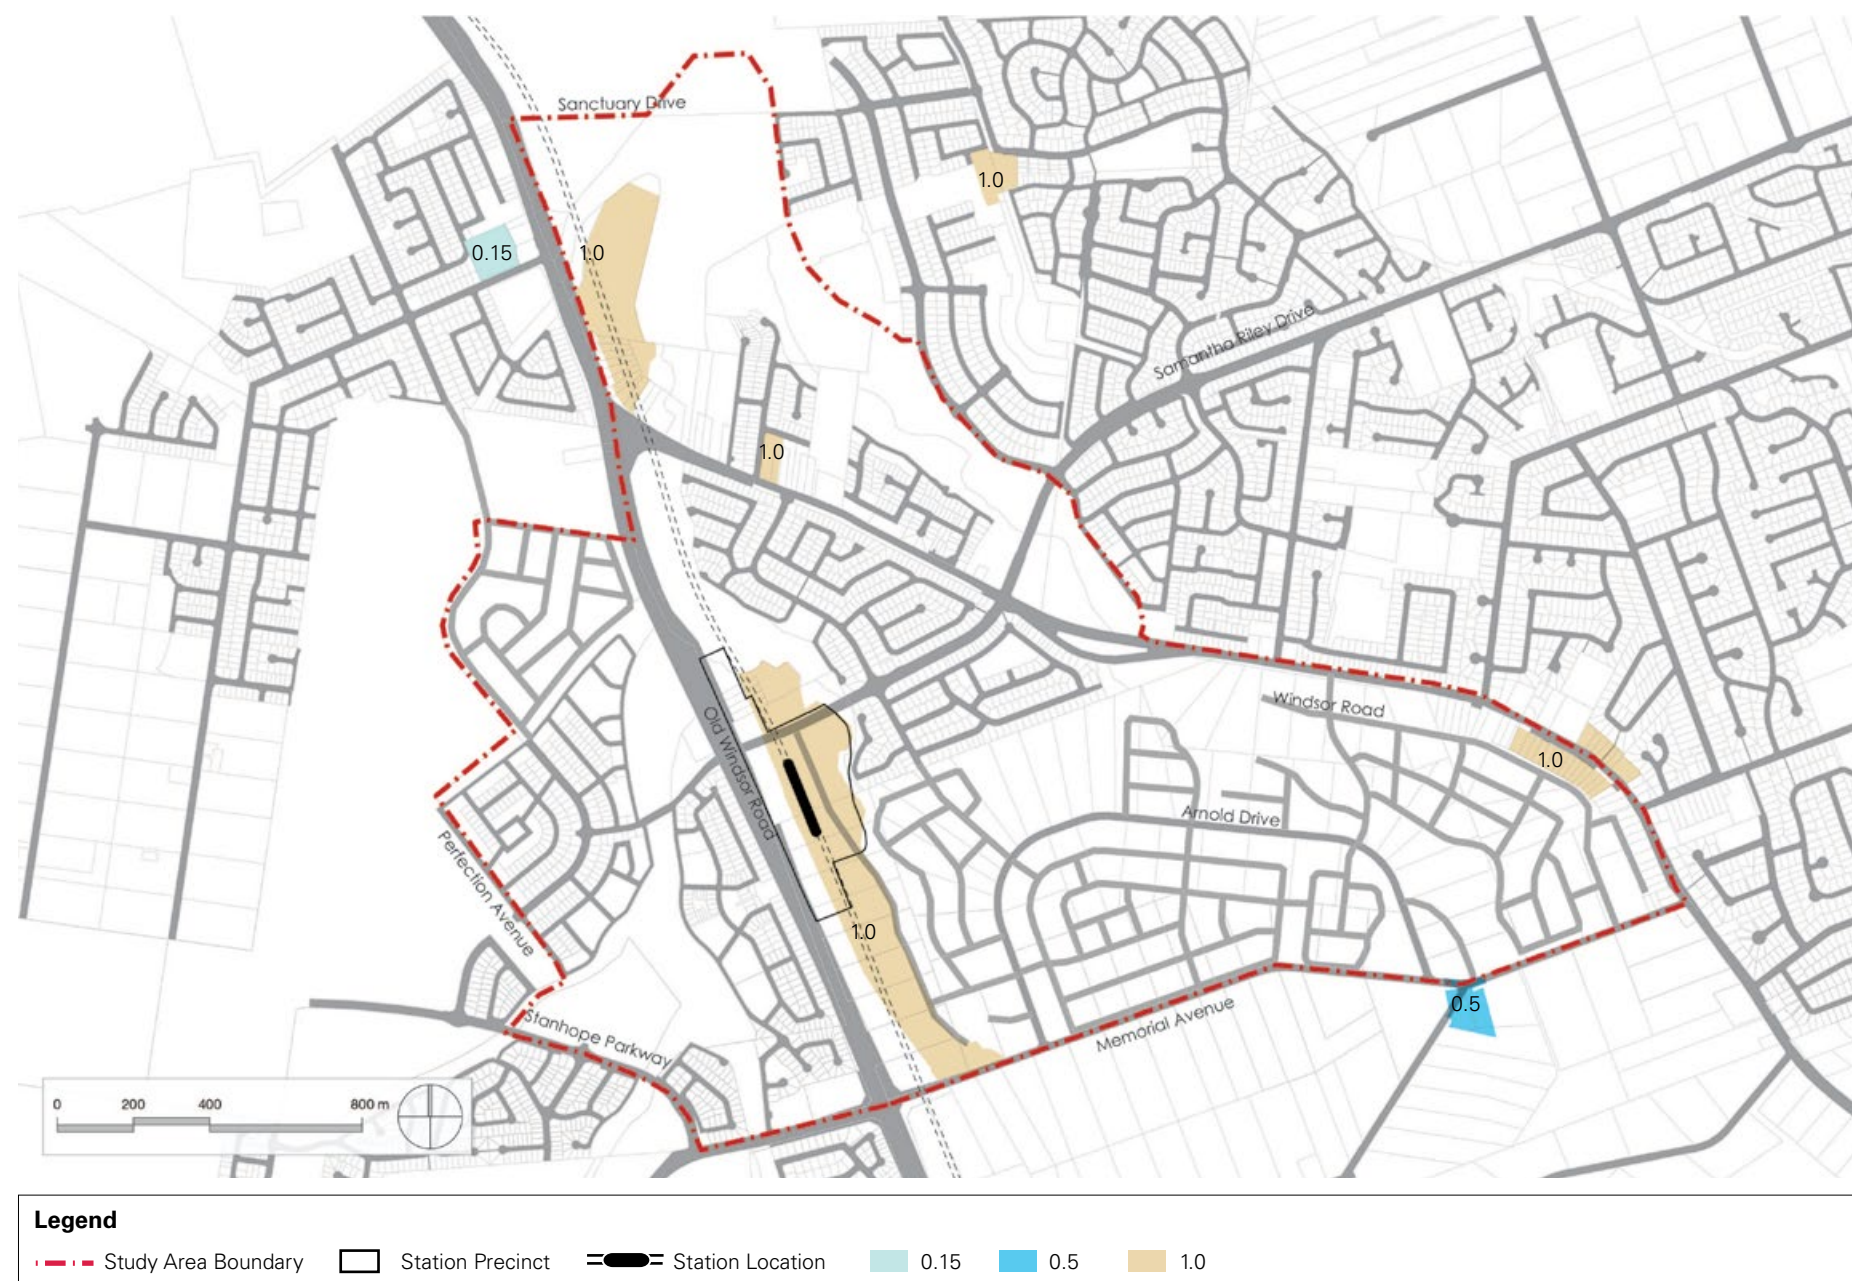 Sanctuary Drive
1.0
0.15
1.0
Samantha Riley Drive
1.0
Windsor Road
Old Windsor Road
1.0
Arnold Drive
Perfection Avenue
1.0
0.5
Memorial Avenue
Stanhope Parkway
0 200 400 800 m
Legend
Study Area Boundary Station Precinct Station Location 0.15 0.5 1.0